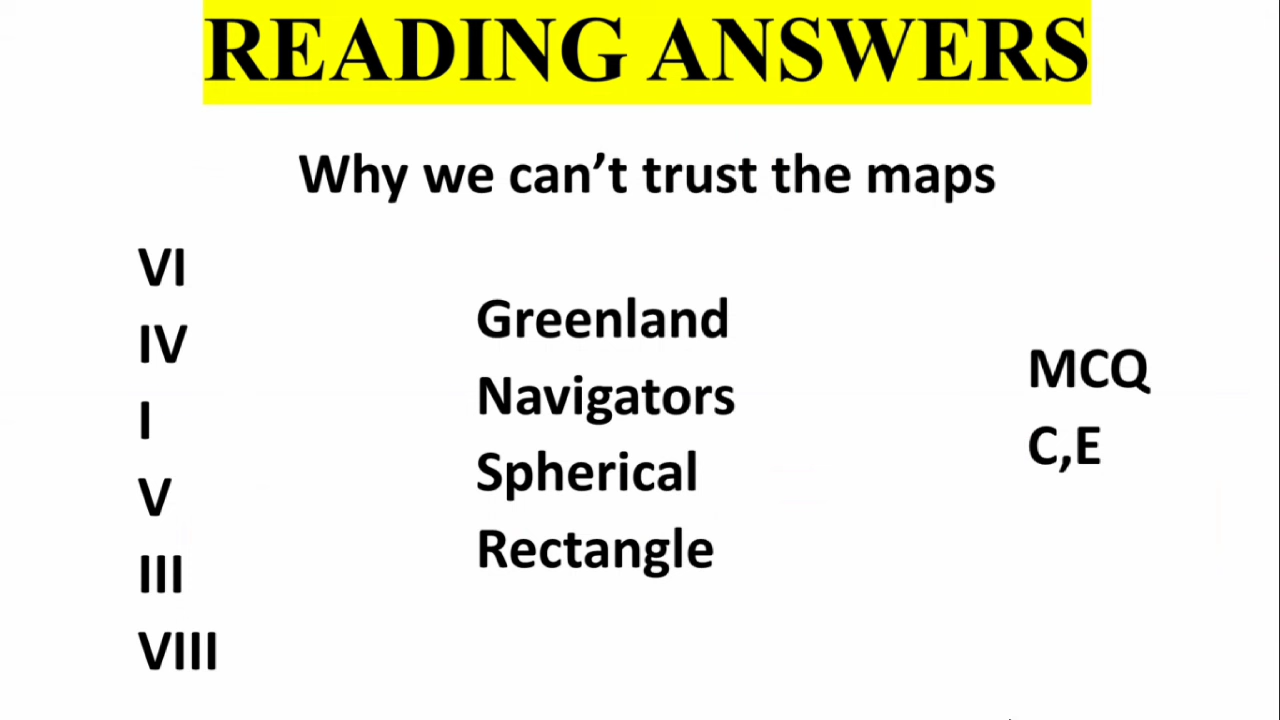 READING ANSWERS
Why we can’t trust the maps
VI
IV
I
V
III
VIII
Greenland
Navigators
Spherical
Rectangle
MCQ
C,E